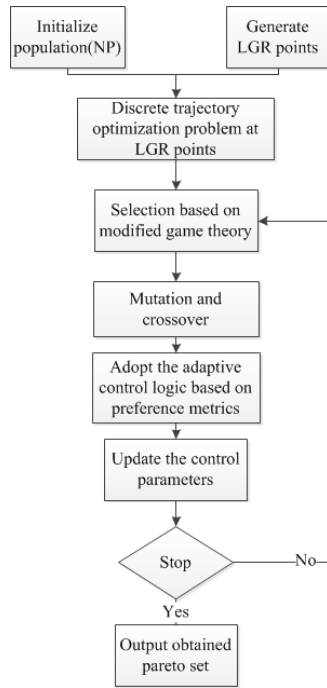 Initialize
population(NP)
Generate
LGR points
Discrete trajectory
optimization problem at
LGR points
Selection based on
modified game theory
Mutation and
crossover
Adopt the adaptive
control logic based on
preference metrics
Update the control
parameters
Stop
No
Yes
Output obtained
pareto set